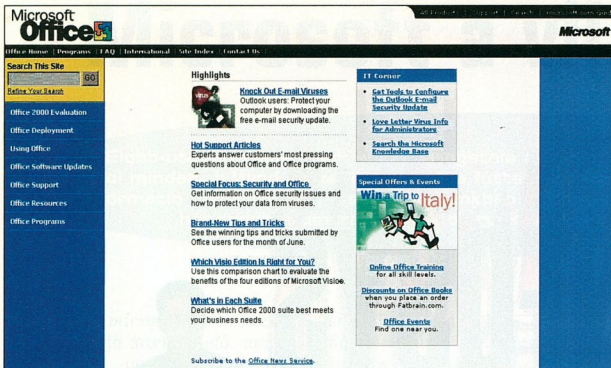 Microsoft
Office
All Products | Support | Search | microsoft.com guide
Microsoft
Office Home | Programs | FAQ | International | Site Index | Contact Us |
Search This Site
GO
Refine Your Search
Office 2000 Evaluation
Office Deployment
Using Office
Office Software Updates
Office Support
Office Resources
Office Programs
Highlights
virus
Knock Out E-mail Viruses
Outlook users: Protect your
computer by downloading the
free e-mail security update.
Hot Support Articles
Experts answer customers' most pressing
questions about Office and Office programs.
Special Focus: Security and Office.
Get information on Office security issues and
how to protect your data from viruses.
Brand-New Tips and Tricks
See the winning tips and tricks submitted by
Office users for the month of June.
Which Visio Edition Is Right for You?
Use this comparison chart to evaluate the
benefits of the four editions of Microsoft Visio®.
What's in Each Suite
Decide which Office 2000 suite best meets
your business needs.
Subscribe to the Office News Service.
IT Corner
• Get Tools to Configure
the Outlook E-mail
Security Update
• Love Letter Virus Info
for Administrators
• Search the Microsoft
Knowledge Base
Special Offers & Events
Win a Trip to
Italy!
Online Office Training
for all skill levels.
Discounts on Office Books
when you place an order
through Fatbrain.com.
Office Events
Find one near you.